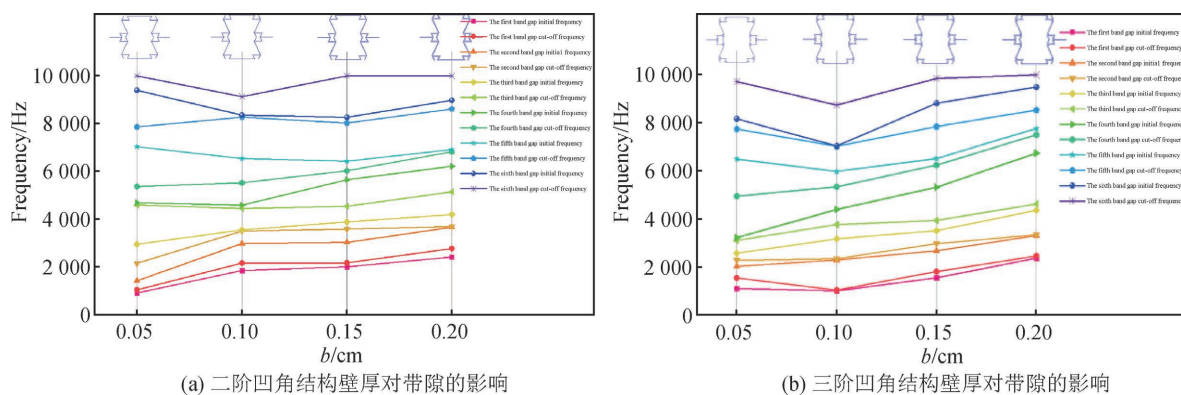 10 000
8 000
6 000
4 000
2 000
0
Frequency/Hz
0.05 0.10 0.15 0.20
b/cm
The first band gap initial frequency
The first band gap cut-off frequency
The second band gap initial frequency
The second band gap cut-off frequency
The third band gap initial frequency
The third band gap cut-off frequency
The fourth band gap initial frequency
The fourth band gap cut-off frequency
The fifth band gap initial frequency
The fifth band gap cut-off frequency
The sixth band gap initial frequency
The sixth band gap cut-off frequency
(a) 二阶凹角结构壁厚对带隙的影响
10 000
8 000
6 000
4 000
2 000
0
Frequency/Hz
0.05 0.10 0.15 0.20
b/cm
The first band gap initial frequency
The first band gap cut-off frequency
The second band gap initial frequency
The second band gap cut-off frequency
The third band gap initial frequency
The third band gap cut-off frequency
The fourth band gap initial frequency
The fourth band gap cut-off frequency
The fifth band gap initial frequency
The fifth band gap cut-off frequency
The sixth band gap initial frequency
The sixth band gap cut-off frequency
(b) 三阶凹角结构壁厚对带隙的影响